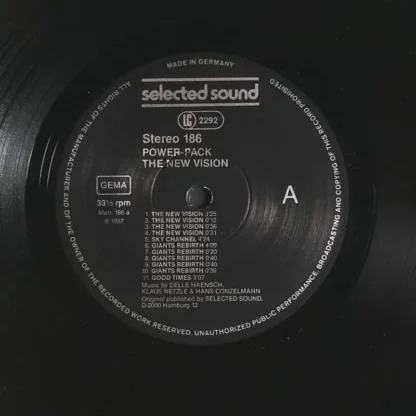 MADE IN GERMANY
ALL RIGHTS OF THE MANUFACTURER AND OF THE OWNER OF THE RECORDED WORK RESERVED. UNAUTHORIZED PUBLIC PERFORMANCE, BROADCASTING AND COPYING OF THIS RECORD PROHIBITED
selected sound
LC 2292
Stereo 186
POWER-PACK
THE NEW VISION
GEMA
33⅓ rpm
Matr. 186 a
℗ 1987
A
1. THE NEW VISION 3'25
2. THE NEW VISION 0'12
3. THE NEW VISION 0'36
4. THE NEW VISION 0'31
5. SKY CHANNEL 4'24
6. GIANTS REBIRTH 4'09
7. GIANTS REBIRTH 0'20
8. GIANTS REBIRTH 0'40
9. GIANTS REBIRTH 0'40
10. GIANTS REBIRTH 0'39
11. GOOD TIMES 3'07
Music by DELLE HAENSCH,
KLAUS NETZLE & HANS CONZELMANN
Original published by SELECTED SOUND,
D-2000 Hamburg 13